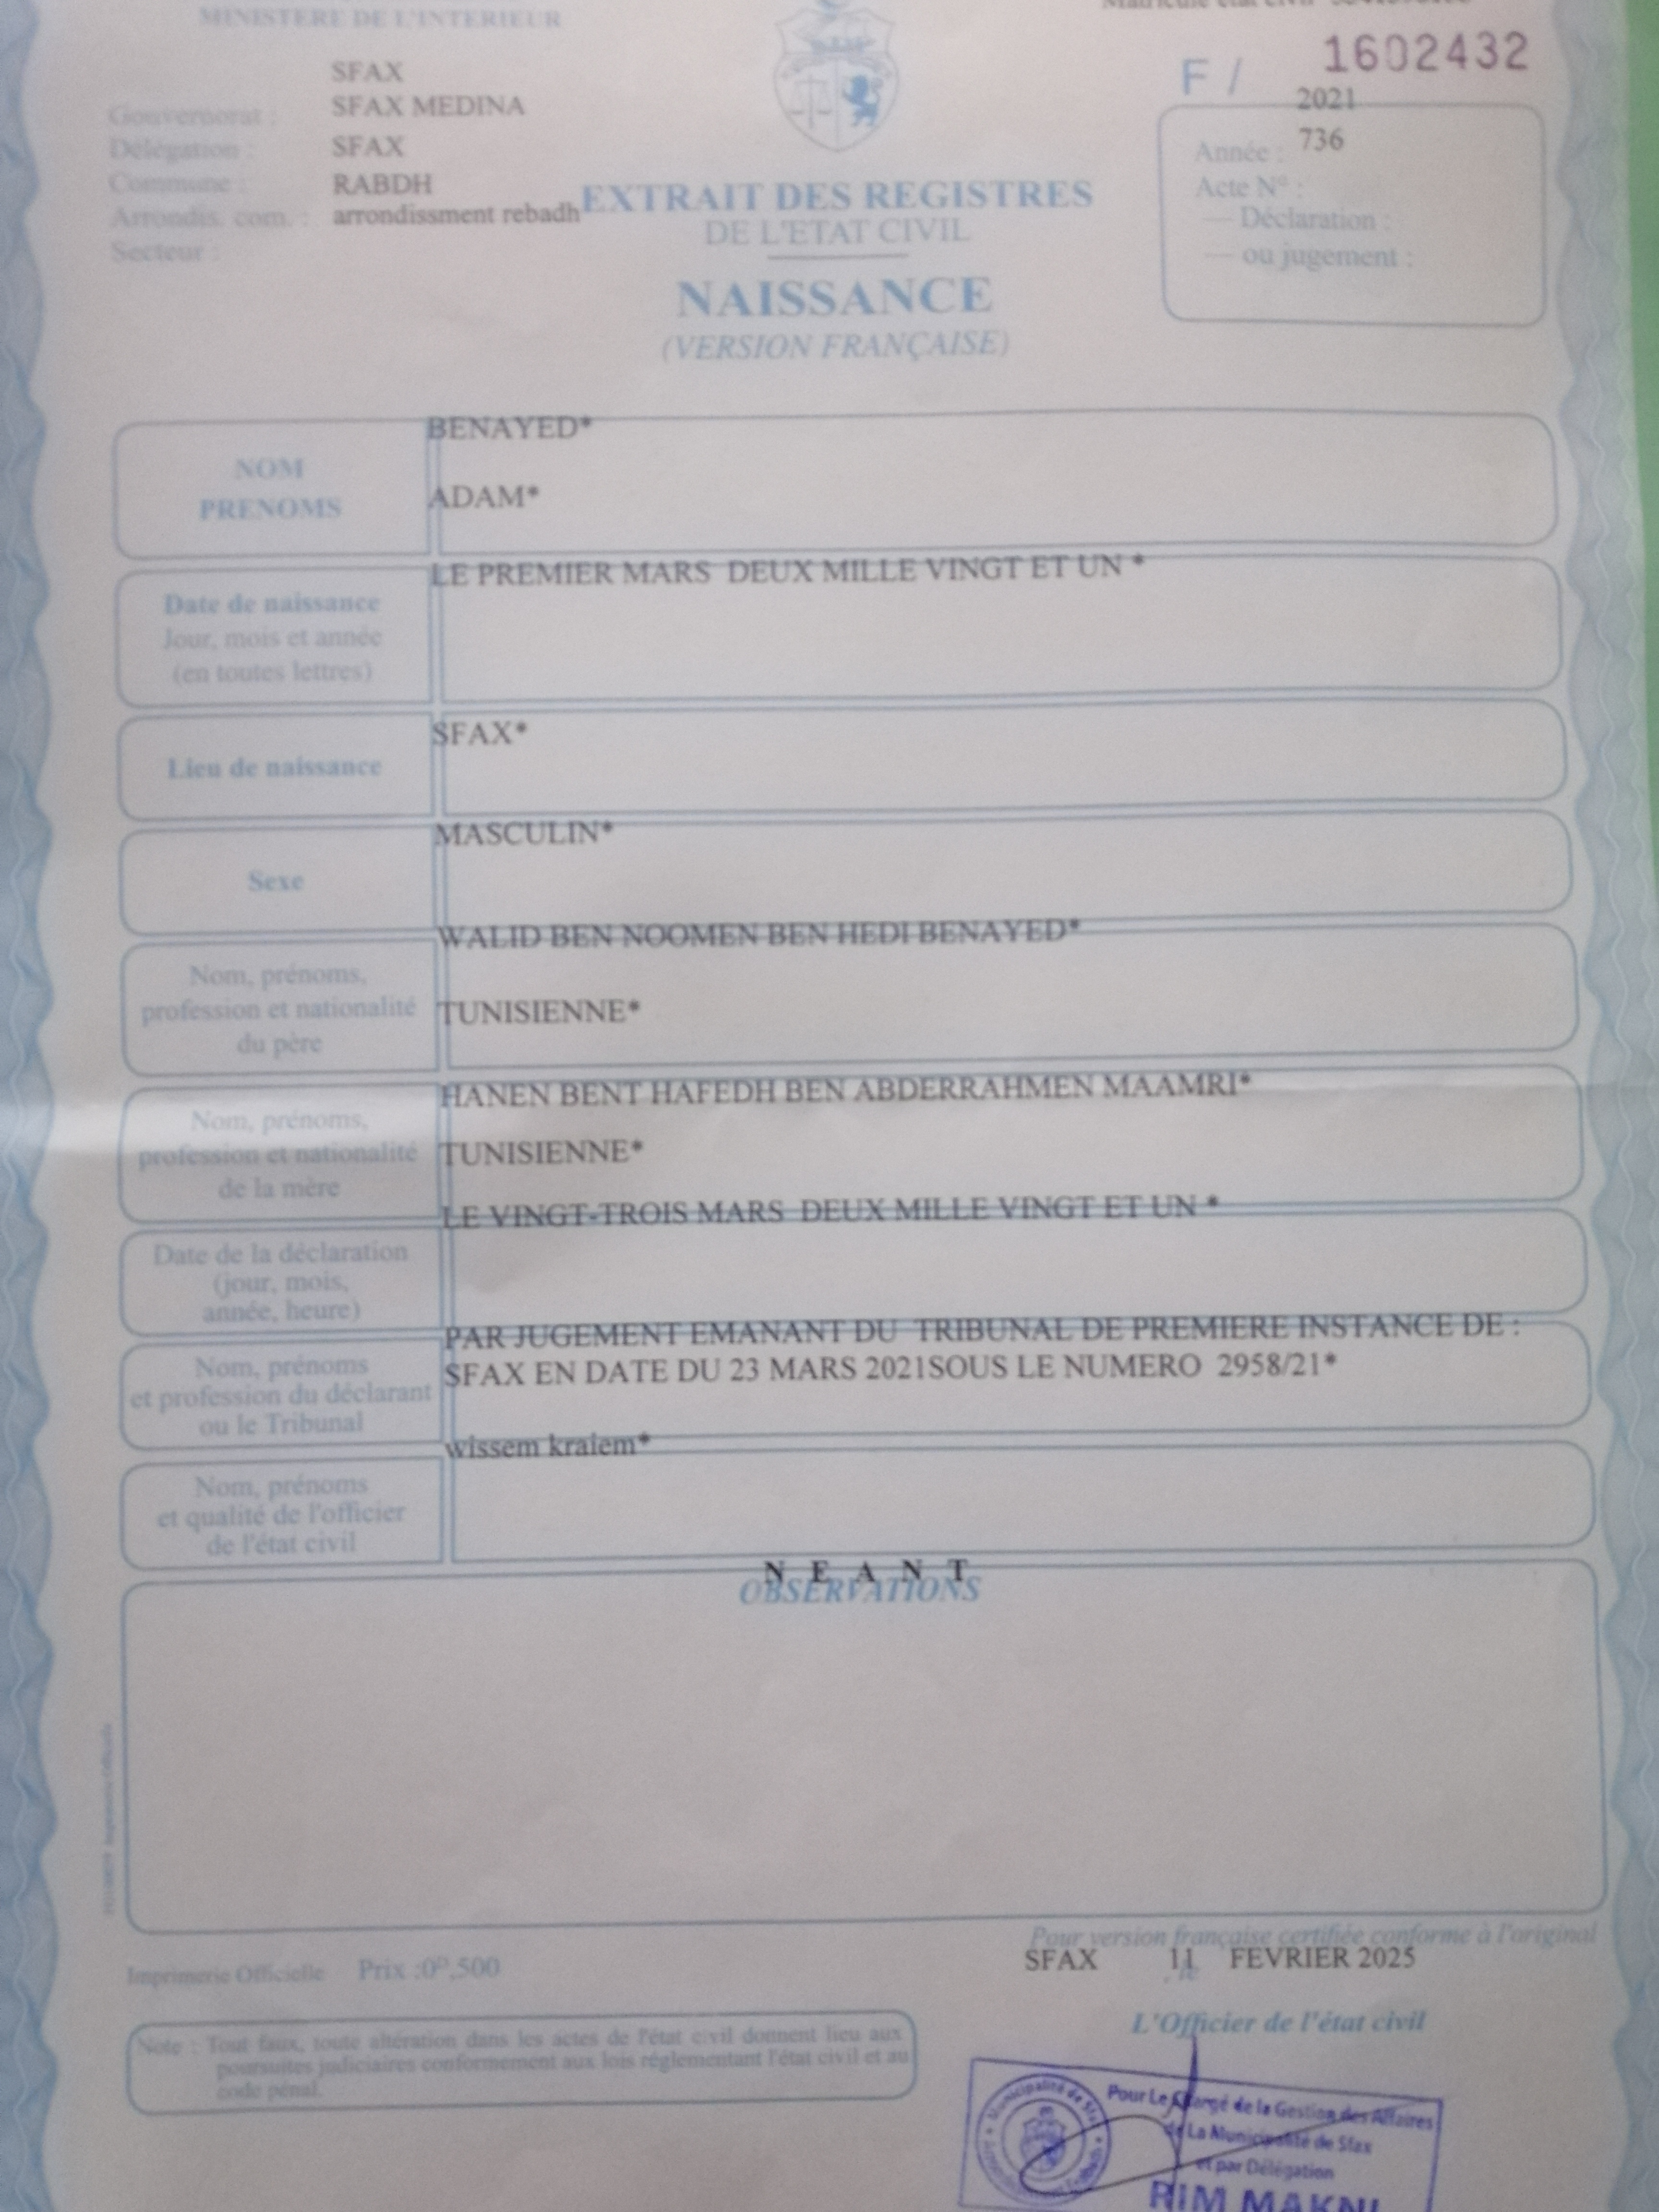 MINISTERE DE L'INTERIEUR
F / 1602432
Gouvernorat : SFAX
Délégation : SFAX MEDINA
Commune : SFAX
Arrondis. com. : RABDH
Secteur : arrondissment rebadh
EXTRAIT DES REGISTRES
DE L'ETAT CIVIL
NAISSANCE
(VERSION FRANÇAISE)
2021
Année : 736
Acte N° :
— Déclaration :
— ou jugement :
NOM
PRENOMS
BENAYED*
ADAM*
Date de naissance
Jour, mois et année
(en toutes lettres)
LE PREMIER MARS DEUX MILLE VINGT ET UN *
Lieu de naissance
SFAX*
Sexe
MASCULIN*
Nom, prénoms,
profession et nationalité
du père
WALID BEN NOOMEN BEN HEDI BENAYED*
TUNISIENNE*
Nom, prénoms,
profession et nationalité
de la mère
HANEN BENT HAFEDH BEN ABDERRAHMEN MAAMRI*
TUNISIENNE*
Date de la déclaration
(jour, mois,
année, heure)
LE VINGT-TROIS MARS DEUX MILLE VINGT ET UN *
Nom, prénoms
et profession du déclarant
ou le Tribunal
PAR JUGEMENT EMANANT DU TRIBUNAL DE PREMIERE INSTANCE DE :
SFAX EN DATE DU 23 MARS 2021SOUS LE NUMERO 2958/21*
Nom, prénoms
et qualité de l'officier
de l'état civil
wissem kraiem*
N E A N T
OBSERVATIONS
Pour version française certifiée conforme à l'original
SFAX 11 FEVRIER 2025
Imprimerie Officielle Prix :0ᴰ,500
L'Officier de l'état civil
Note : Tout faux, toute altération dans les actes de l'état civil donnent lieu aux
poursuites judiciaires conformement aux lois réglementant l'état civil et au
code pénal.
Municipalité de Sfax
Pour Le Chargé de la Gestion des Affaires
de La Municipalité de Sfax
et par Délégation
RIM MAKNI